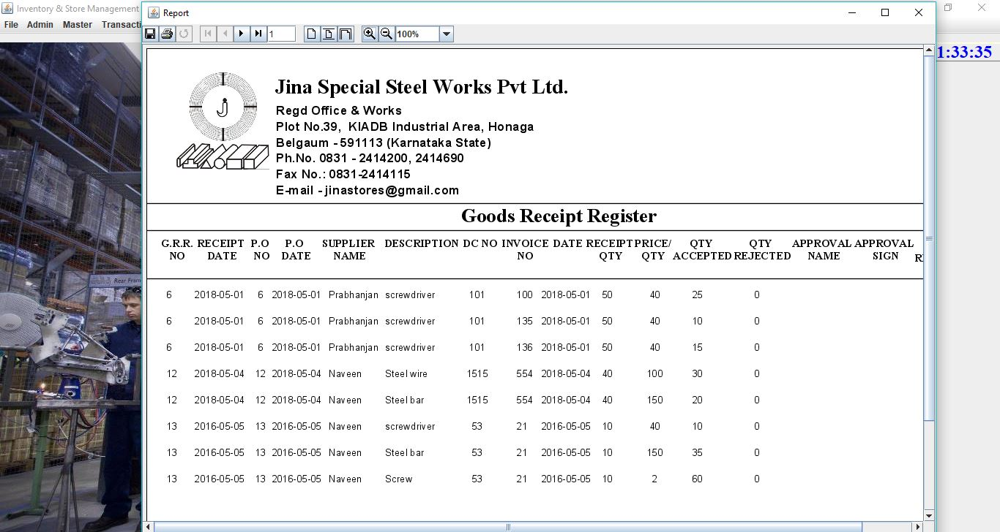 Inventory & Store Management
File Admin Master Transacti
Report
1
100%
1:33:35
J
Jina Special Steel Works Pvt Ltd.
Regd Office & Works
Plot No.39, KIADB Industrial Area, Honaga
Belgaum - 591113 (Karnataka State)
Ph.No. 0831 - 2414200, 2414690
Fax No.: 0831-2414115
E-mail - jinastores@gmail.com
Goods Receipt Register
G.R.R. RECEIPT P.O P.O SUPPLIER DESCRIPTION DC NO INVOICE DATE RECEIPT PRICE/ QTY QTY APPROVAL APPROVAL
NO DATE NO DATE NAME NO QTY QTY ACCEPTED REJECTED NAME SIGN R
6 2018-05-01 6 2018-05-01 Prabhanjan screwdriver 101 100 2018-05-01 50 40 25 0
6 2018-05-01 6 2018-05-01 Prabhanjan screwdriver 101 135 2018-05-01 50 40 10 0
6 2018-05-01 6 2018-05-01 Prabhanjan screwdriver 101 136 2018-05-01 50 40 15 0
12 2018-05-04 12 2018-05-04 Naveen Steel wire 1515 554 2018-05-04 40 100 30 0
12 2018-05-04 12 2018-05-04 Naveen Steel bar 1515 554 2018-05-04 40 150 20 0
13 2016-05-05 13 2016-05-05 Naveen screwdriver 53 21 2016-05-05 10 40 10 0
13 2016-05-05 13 2016-05-05 Naveen Steel bar 53 21 2016-05-05 10 150 35 0
13 2016-05-05 13 2016-05-05 Naveen Screw 53 21 2016-05-05 10 2 60 0
Rear Fram